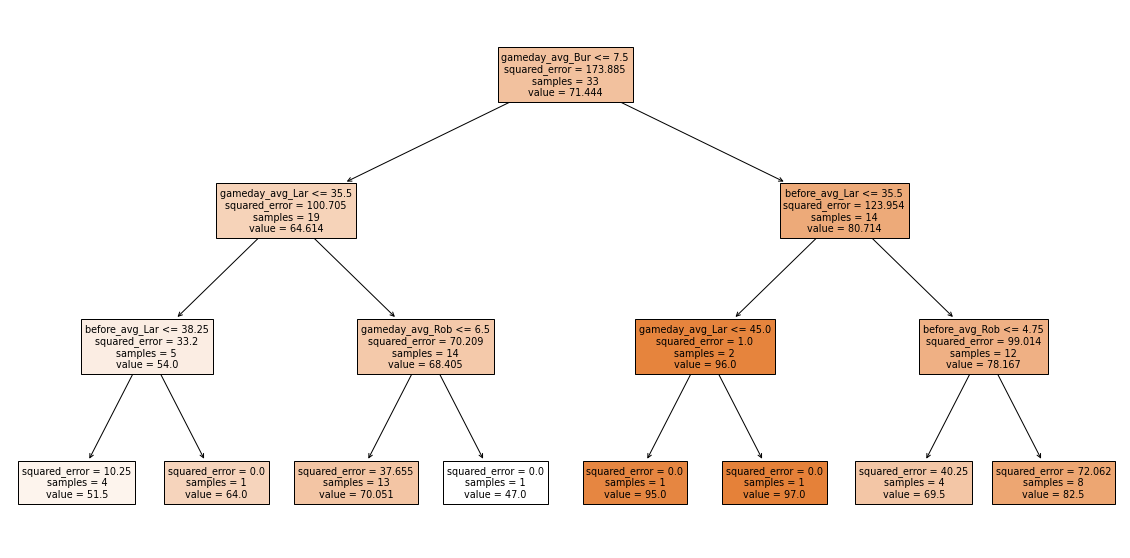 gameday_avg_Bur <= 7.5
squared_error = 173.885
samples = 33
value = 71.444
gameday_avg_Lar <= 35.5
squared_error = 100.705
samples = 19
value = 64.614
before_avg_Lar <= 35.5
squared_error = 123.954
samples = 14
value = 80.714
before_avg_Lar <= 38.25
squared_error = 33.2
samples = 5
value = 54.0
gameday_avg_Rob <= 6.5
squared_error = 70.209
samples = 14
value = 68.405
gameday_avg_Lar <= 45.0
squared_error = 1.0
samples = 2
value = 96.0
before_avg_Rob <= 4.75
squared_error = 99.014
samples = 12
value = 78.167
squared_error = 10.25
samples = 4
value = 51.5
squared_error = 0.0
samples = 1
value = 64.0
squared_error = 37.655
samples = 13
value = 70.051
squared_error = 0.0
samples = 1
value = 47.0
squared_error = 0.0
samples = 1
value = 95.0
squared_error = 0.0
samples = 1
value = 97.0
squared_error = 40.25
samples = 4
value = 69.5
squared_error = 72.062
samples = 8
value = 82.5